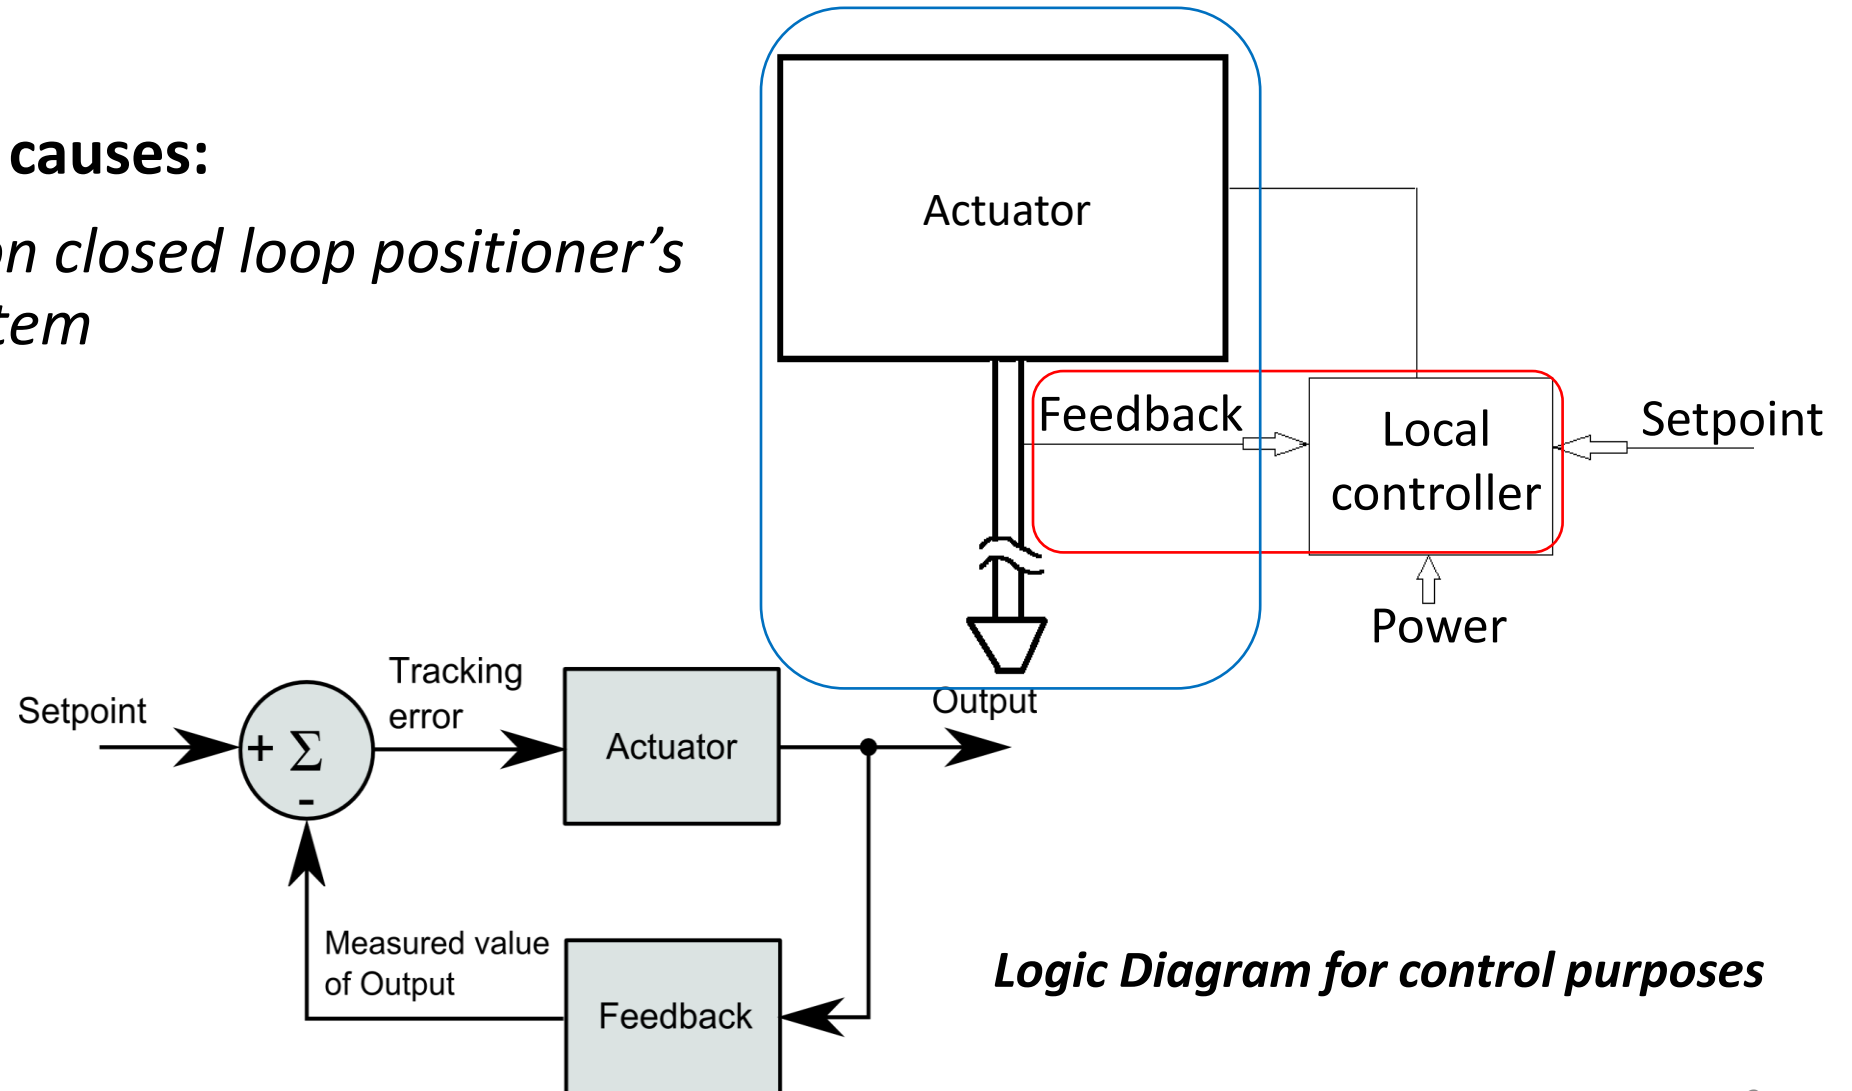 causes:
on closed loop positioner's
tem
Actuator
Feedback
Local
controller
Setpoint
Power
Setpoint
+ Σ
-
Tracking
error
Actuator
Output
Measured value
of Output
Feedback
Logic Diagram for control purposes